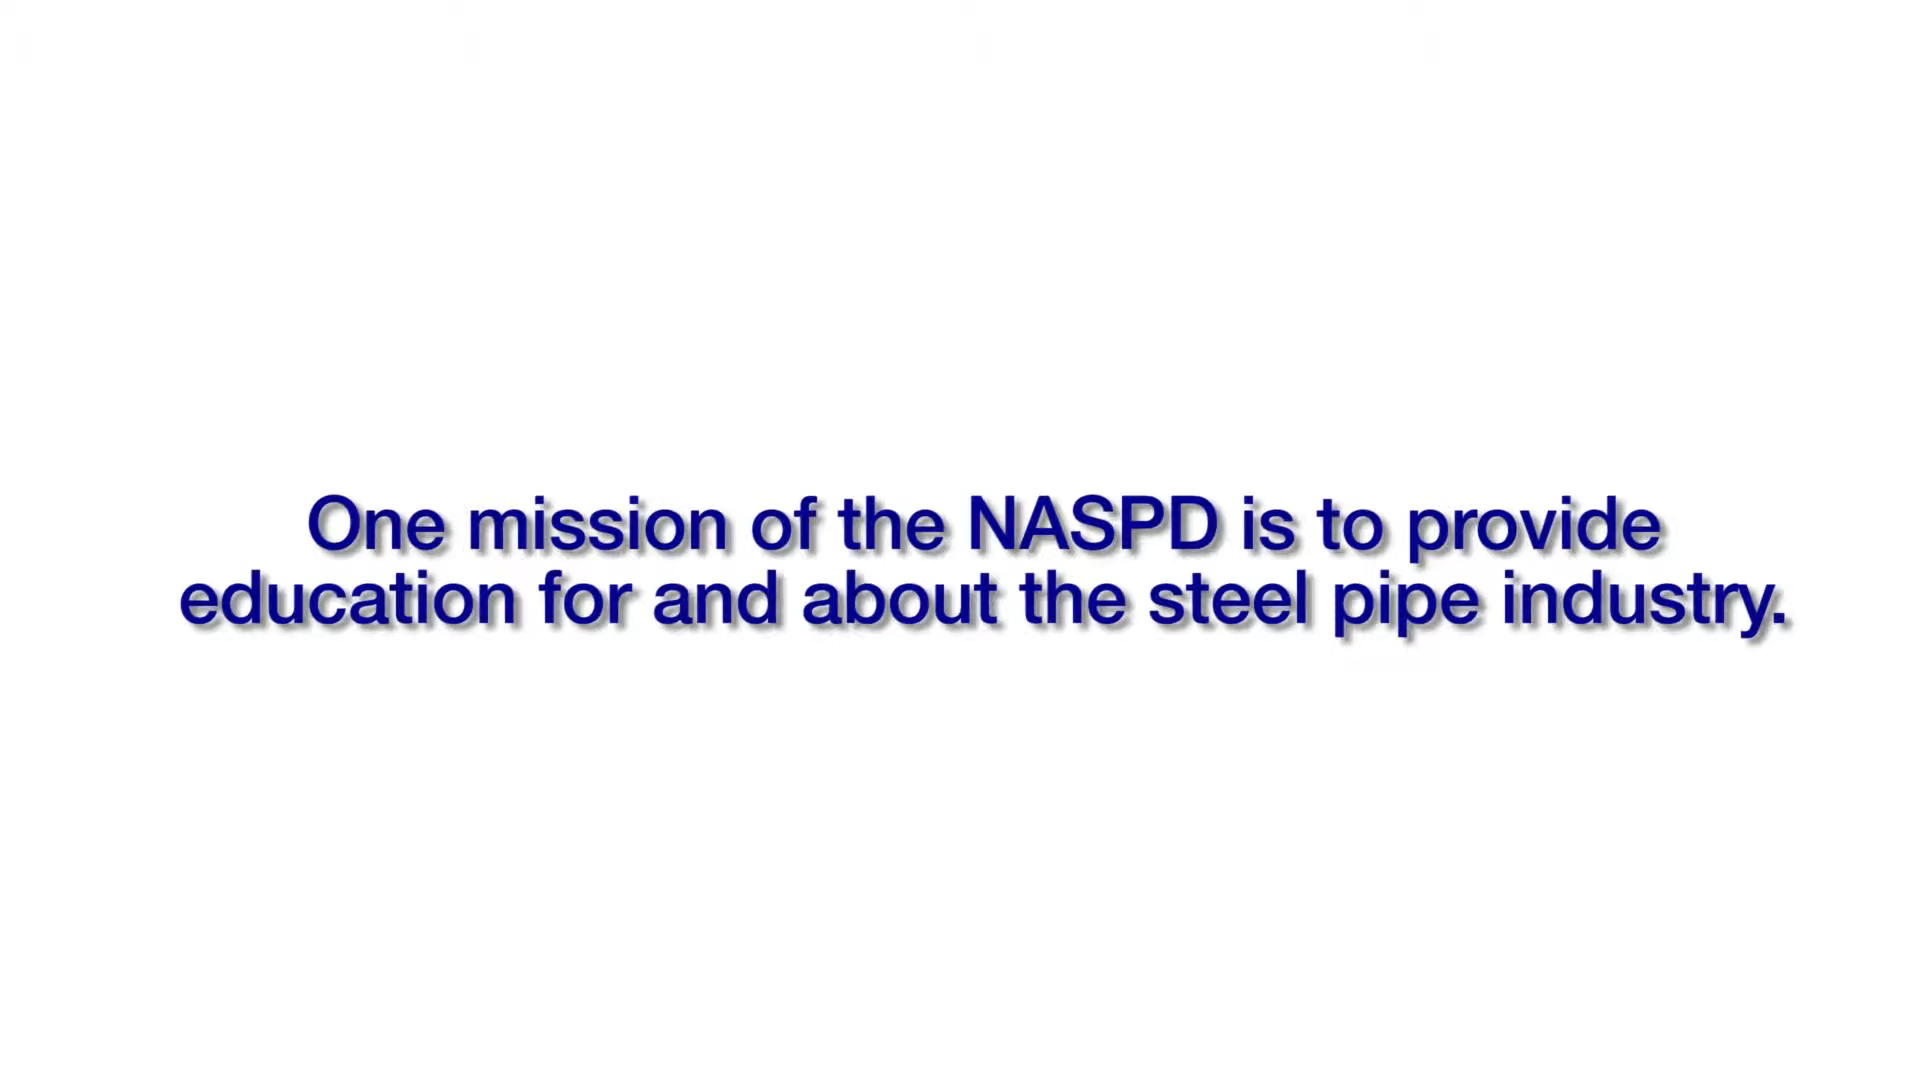 One mission of the NASPD is to provide
education for and about the steel pipe industry.